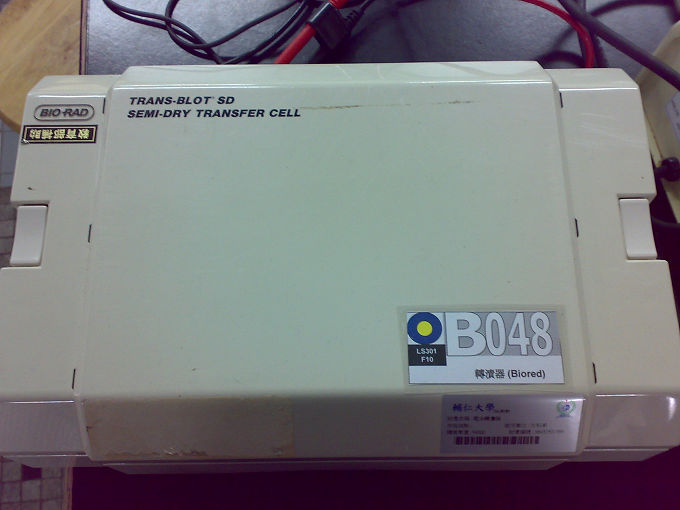 TRANS-BLOT® SD
SEMI-DRY TRANSFER CELL
BIO-RAD
教育部補助
B048
LS301
F10
轉漬器 (Biored)
輔仁大學